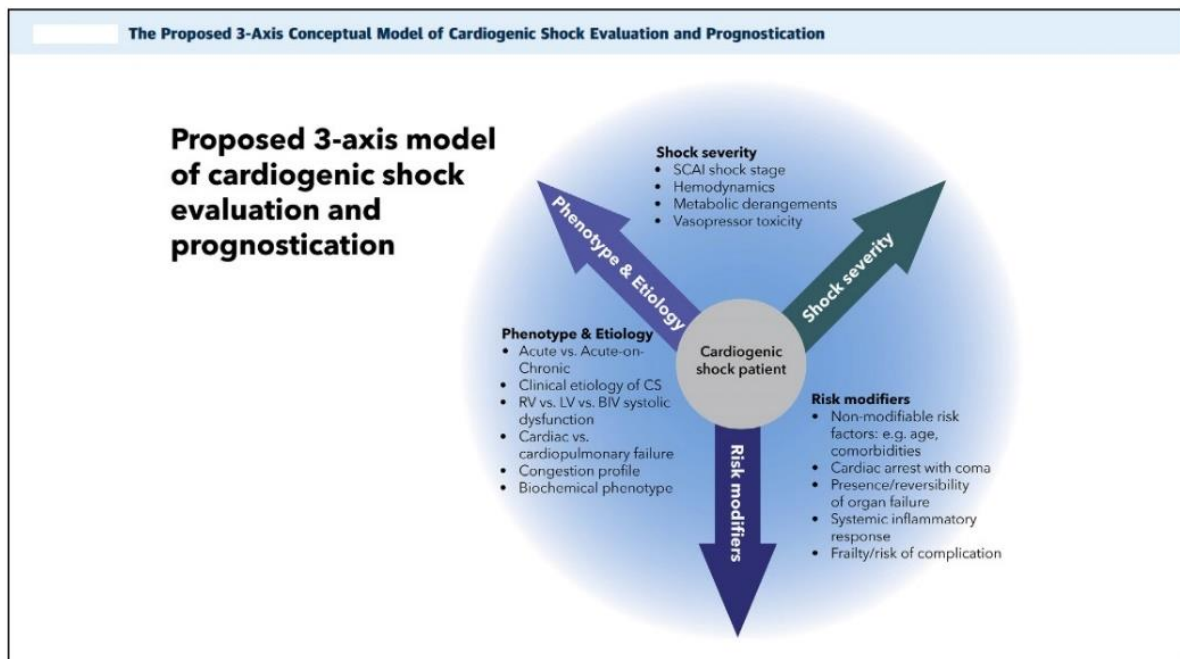 The Proposed 3-Axis Conceptual Model of Cardiogenic Shock Evaluation and Prognostication
Proposed 3-axis model
of cardiogenic shock
evaluation and
prognostication
Shock severity
• SCAI shock stage
• Hemodynamics
• Metabolic derangements
• Vasopressor toxicity
Phenotype & Etiology
Shock severity
Cardiogenic
shock patient
Phenotype & Etiology
• Acute vs. Acute-on-
Chronic
• Clinical etiology of CS
• RV vs. LV vs. BIV systolic
dysfunction
• Cardiac vs.
cardiopulmonary failure
• Congestion profile
• Biochemical phenotype
Risk modifiers
• Non-modifiable risk
factors: e.g. age,
comorbidities
• Cardiac arrest with coma
• Presence/reversibility
of organ failure
• Systemic inflammatory
response
• Frailty/risk of complication
Risk modifiers